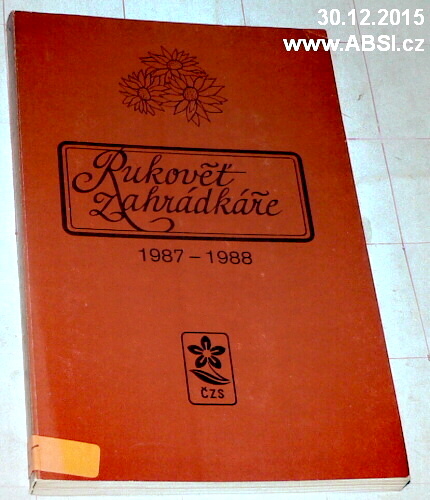 30.12.2015
www.ABSI.cz
Rukověť
Zahrádkáře
1987 - 1988
ČZS